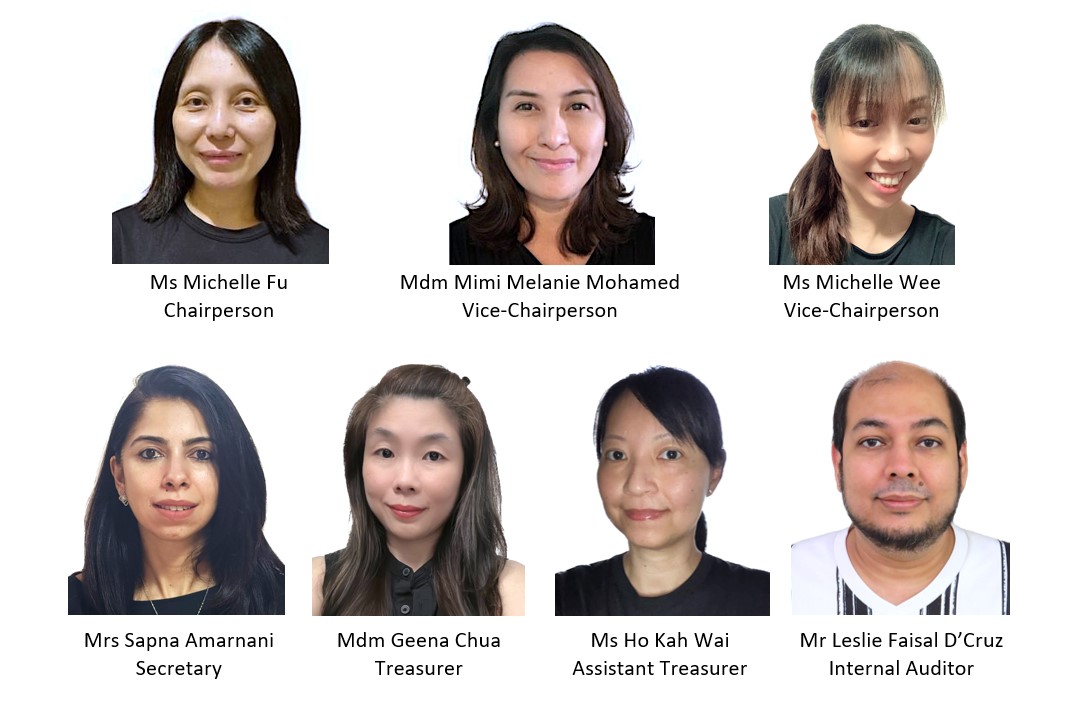 Ms Michelle Fu
Chairperson
Mdm Mimi Melanie Mohamed
Vice-Chairperson
Ms Michelle Wee
Vice-Chairperson
Mrs Sapna Amarnani
Secretary
Mdm Geena Chua
Treasurer
Ms Ho Kah Wai
Assistant Treasurer
Mr Leslie Faisal D’Cruz
Internal Auditor